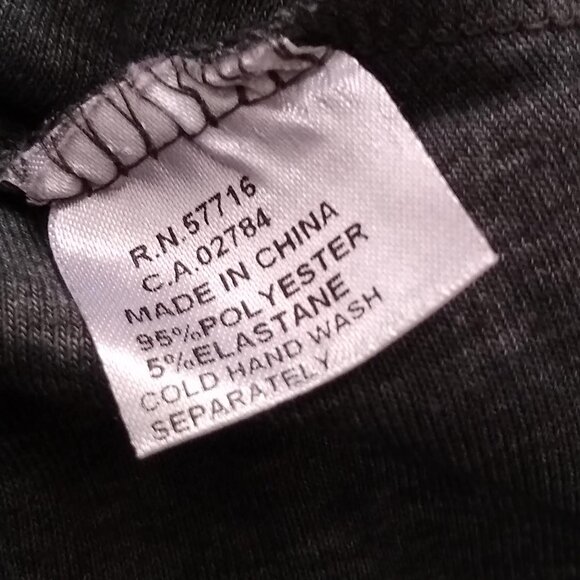 R.N.57716
C.A.02784
MADE IN CHINA
95%POLYESTER
5%ELASTANE
COLD HAND WASH
SEPARATELY